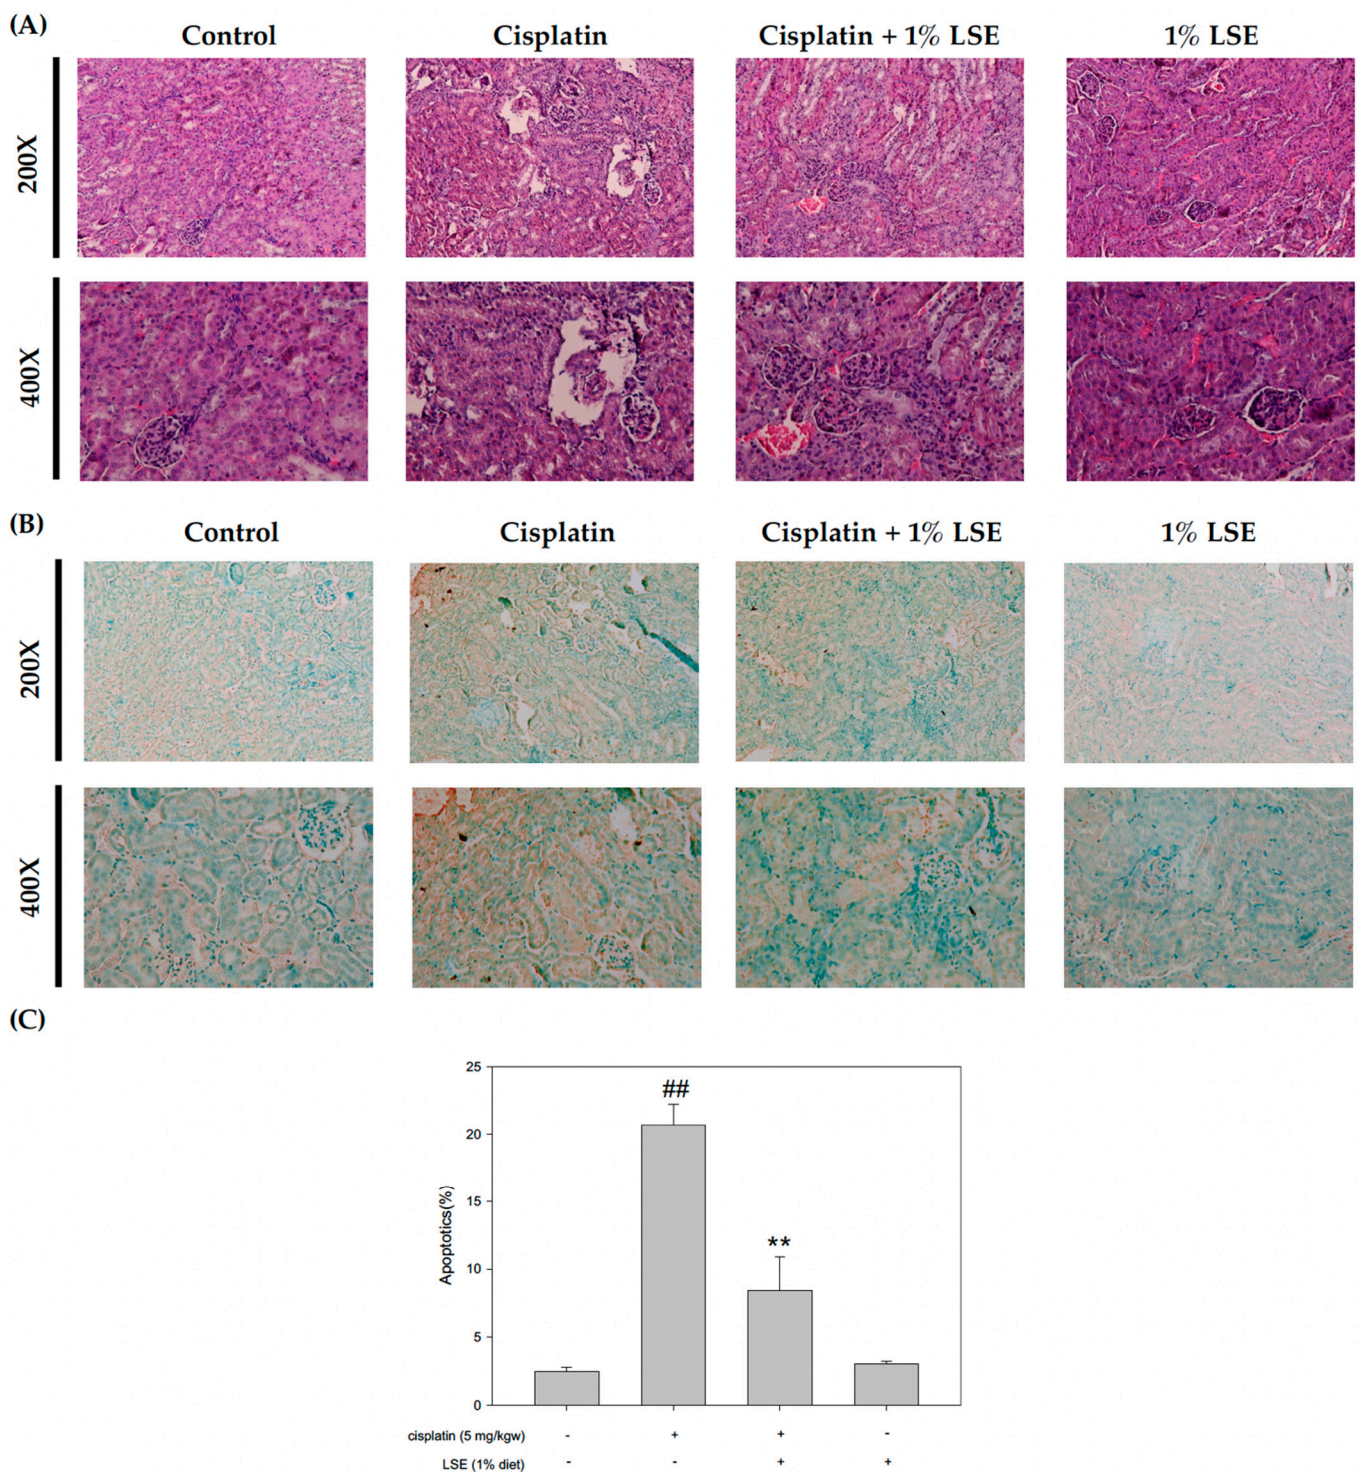 (A)
Control Cisplatin Cisplatin + 1% LSE 1% LSE
200X
400X
(B)
Control Cisplatin Cisplatin + 1% LSE 1% LSE
200X
400X
(C)
25
20
15
10
5
0
Apoptotics(%)
##
**
cisplatin (5 mg/kgw) - + + -
LSE (1% diet) - - + +